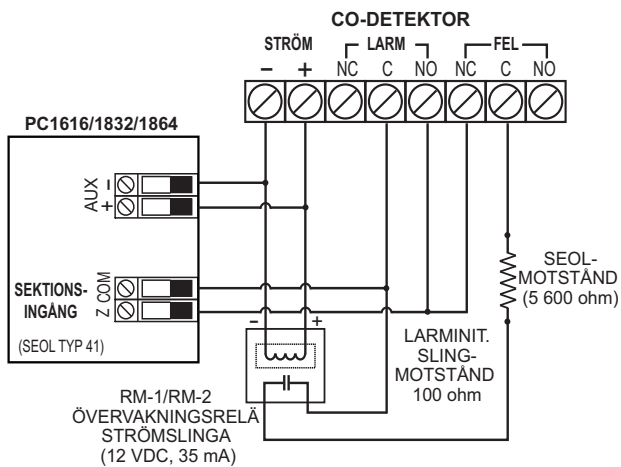 CO-DETEKTOR
STRÖM
LARM
FEL
− + NC C NO NC C NO
PC1616/1832/1864
AUX
−
+
SEKTIONS-
INGÅNG
Z COM
(SEOL TYP 41)
− +
SEOL-
MOTSTÅND
(5 600 ohm)
LARMINIT.
SLING-
MOTSTÅND
100 ohm
RM-1/RM-2
ÖVERVAKNINGSRELÄ
STRÖMSLINGA
(12 VDC, 35 mA)